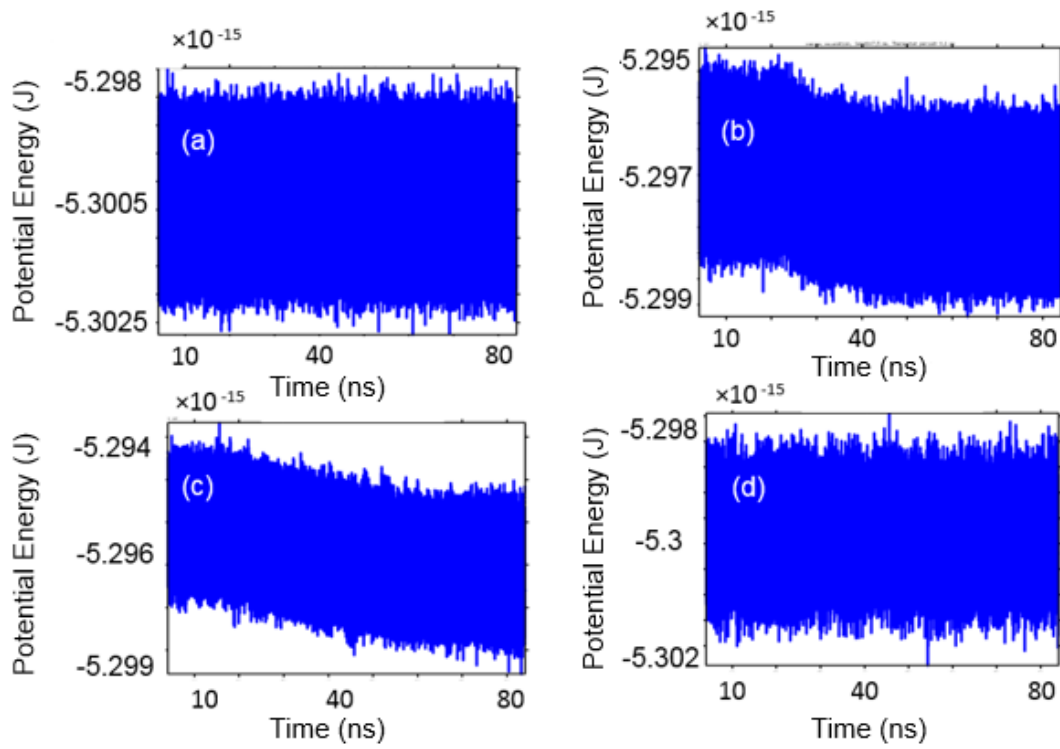 ×10 -15
-5.298
-5.3005
-5.3025
Potential Energy (J)
(a)
10 40 80
Time (ns)
×10 -15
-5.295
-5.297
-5.299
Potential Energy (J)
(b)
10 40 80
Time (ns)
×10 -15
-5.294
-5.296
-5.299
Potential Energy (J)
(c)
10 40 80
Time (ns)
×10 -15
-5.298
-5.3
-5.302
Potential Energy (J)
(d)
10 40 80
Time (ns)